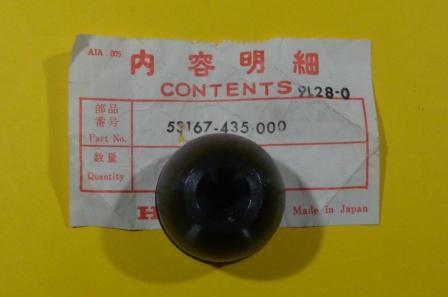 AIA 005
内容明細
CONTENTS 9L28-0
部品
番号
Part No. 53167-435-000
数量
Quantity
H
Made in Japan